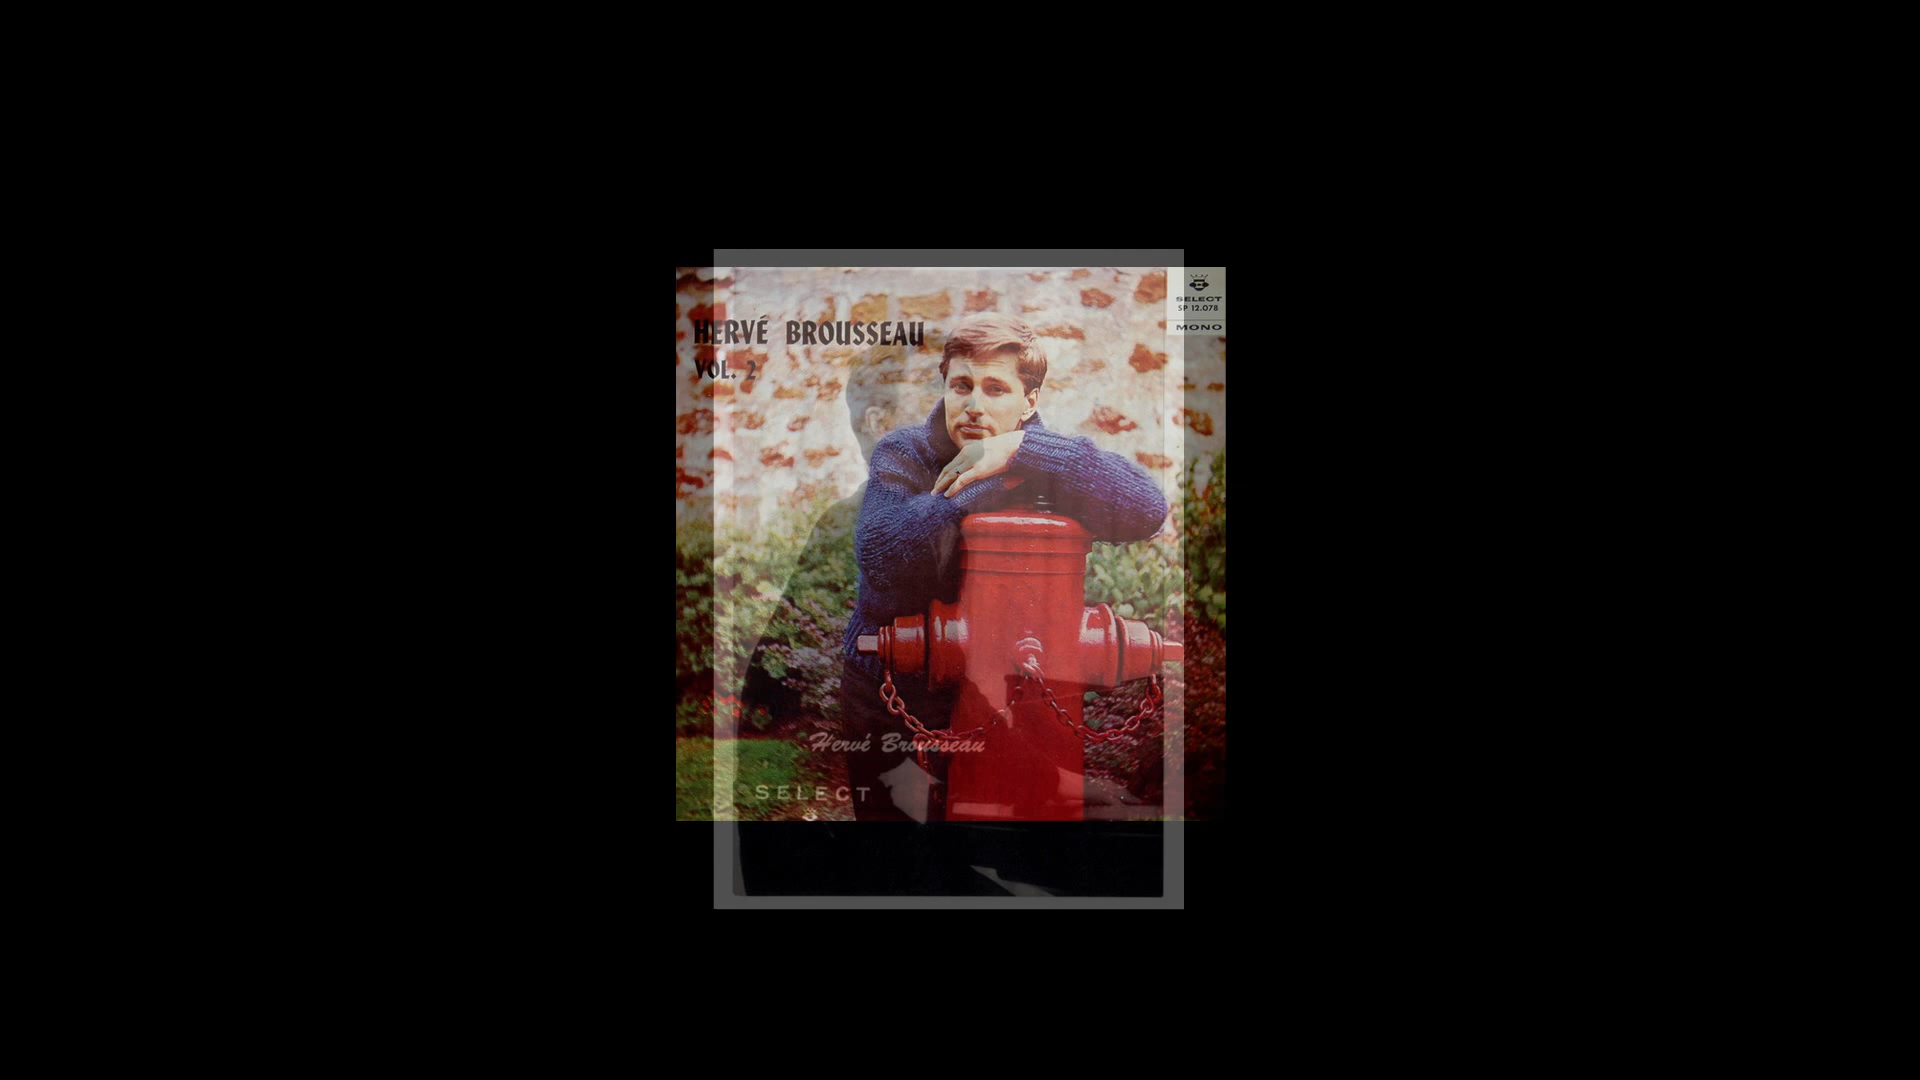 HERVÉ BROUSSEAU
VOL. 2
SELECT
SP 12.078
MONO
Hervé Brousseau
SELECT